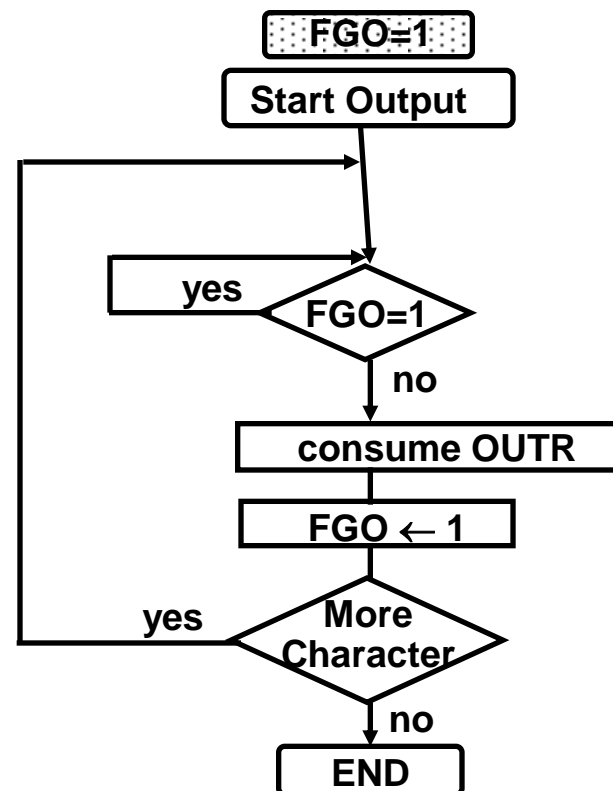 FGO=1
Start Output
yes
FGO=1
no
consume OUTR
FGO ← 1
yes
More
Character
no
END